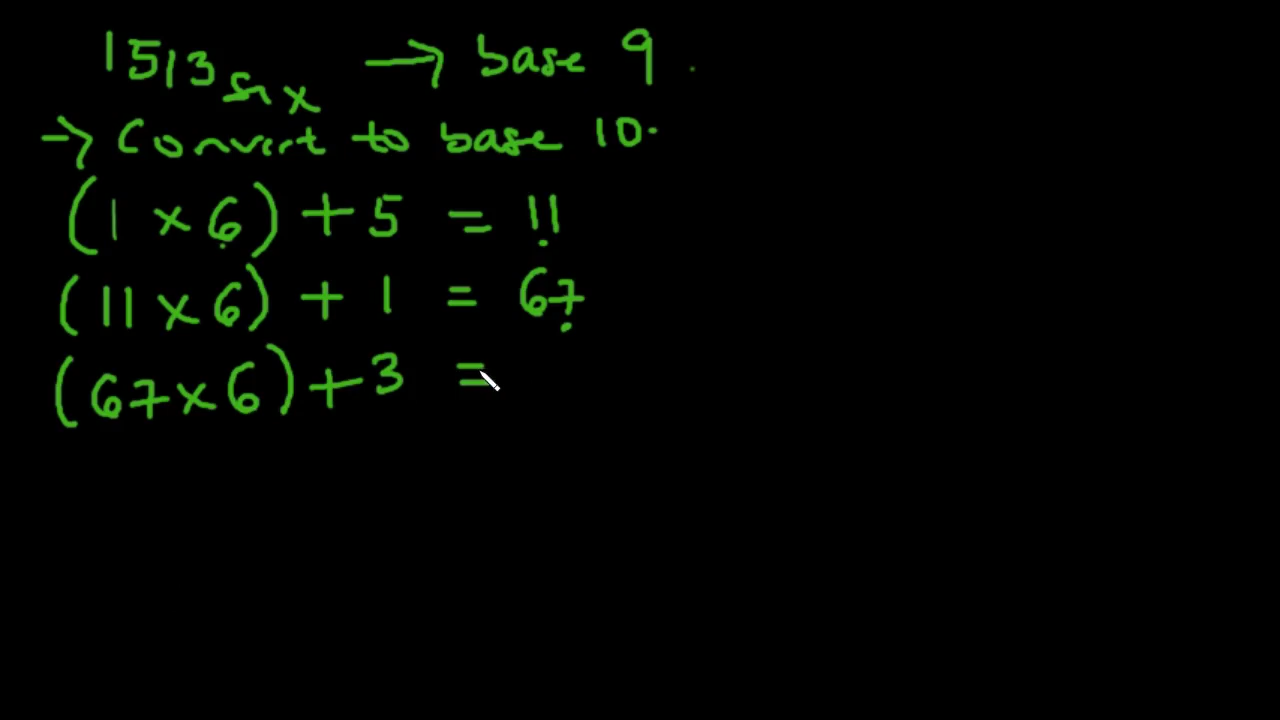 1513six → base 9.
→ Convert to base 10.
(1 × 6) + 5 = 11
(11 × 6) + 1 = 67
(67 × 6) + 3 =